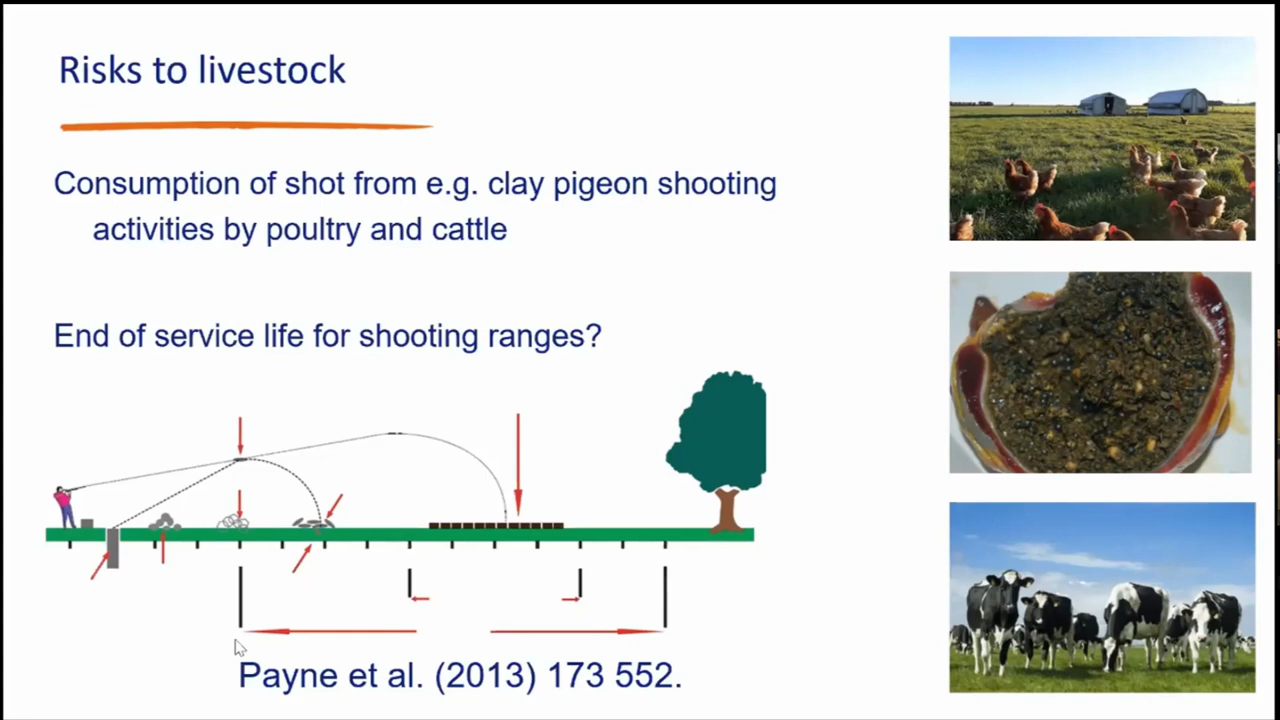 Risks to livestock
Consumption of shot from e.g. clay pigeon shooting
activities by poultry and cattle
End of service life for shooting ranges?
Payne et al. (2013) 173 552.